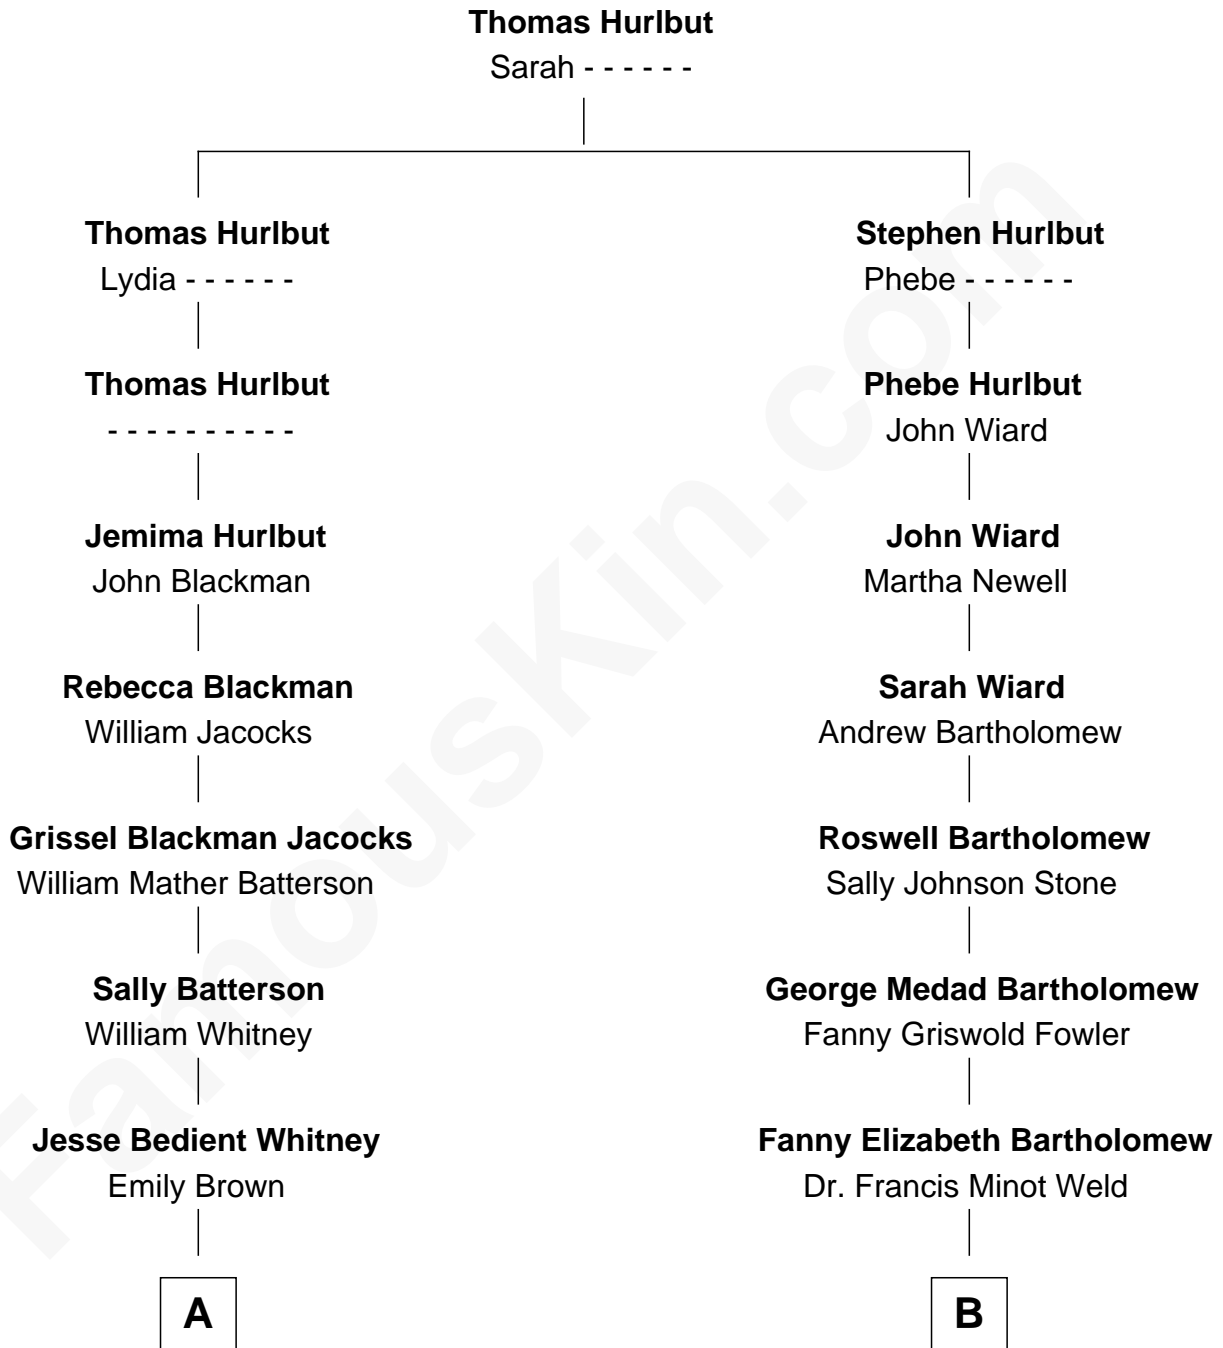 Thomas Hurlbut
Sarah - - - - - -
Thomas Hurlbut
Lydia - - - - - -
Thomas Hurlbut
- - - - - - - - - -
Jemima Hurlbut
John Blackman
Rebecca Blackman
William Jacocks
Grissel Blackman Jacocks
William Mather Batterson
Sally Batterson
William Whitney
Jesse Bedient Whitney
Emily Brown
A
Stephen Hurlbut
Phebe - - - - - -
Phebe Hurlbut
John Wiard
John Wiard
Martha Newell
Sarah Wiard
Andrew Bartholomew
Roswell Bartholomew
Sally Johnson Stone
George Medad Bartholomew
Fanny Griswold Fowler
Fanny Elizabeth Bartholomew
Dr. Francis Minot Weld
B
FamousKin.com